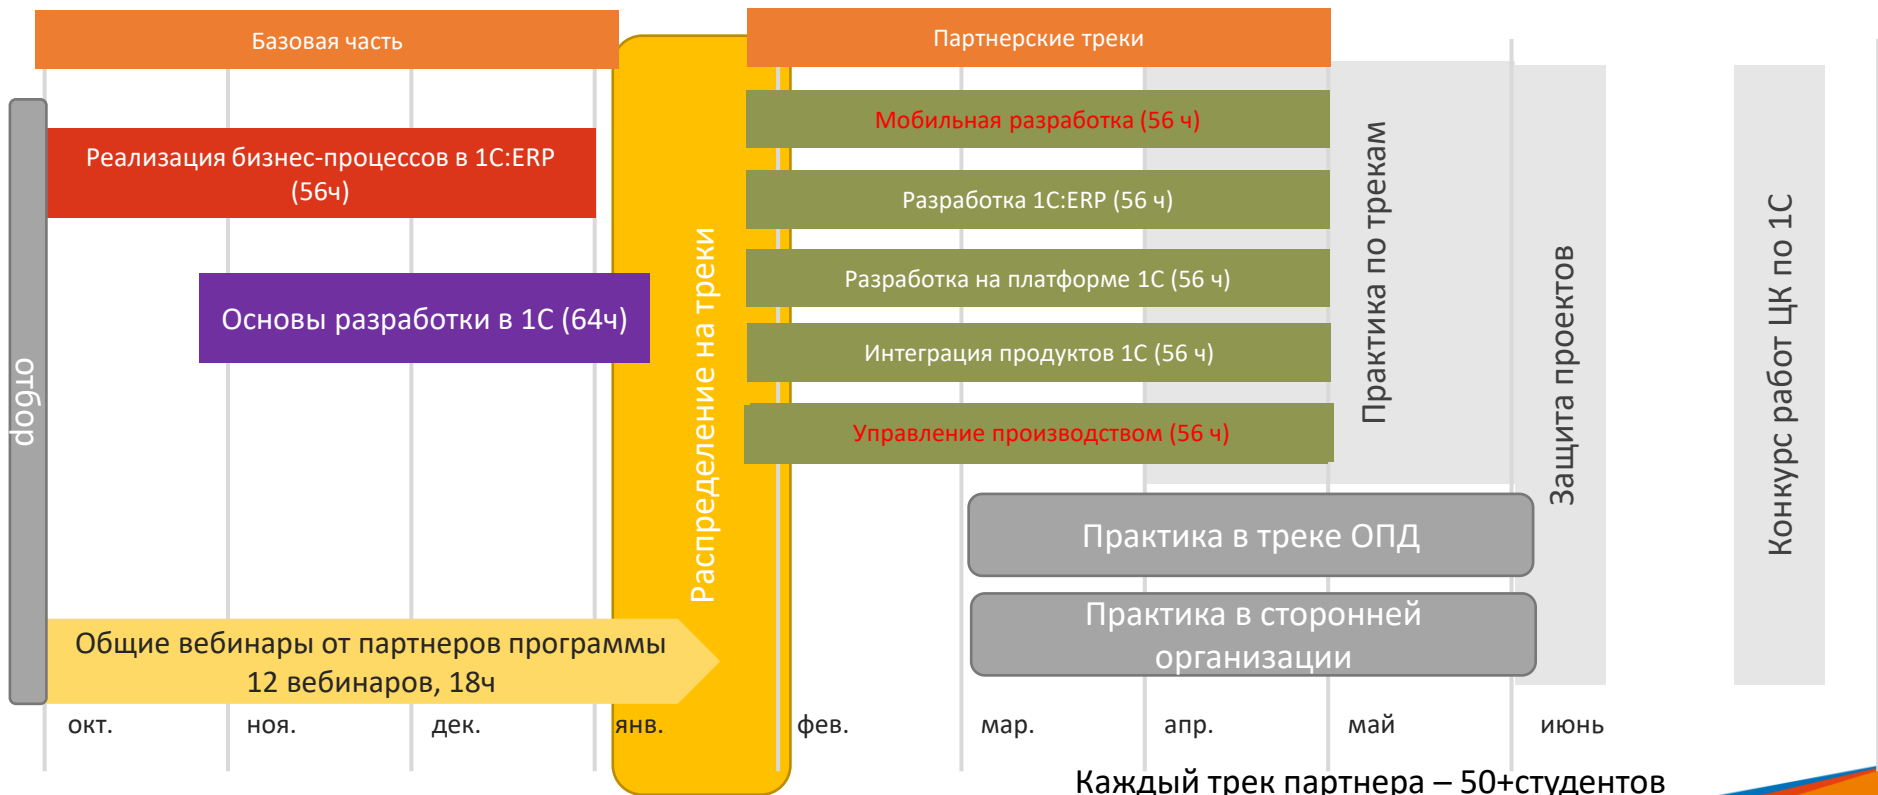 Базовая часть
Партнерские треки
отбор
Реализация бизнес-процессов в 1С:ERP
(56ч)
Основы разработки в 1С (64ч)
Общие вебинары от партнеров программы
12 вебинаров, 18ч
Распределение на треки
Мобильная разработка (56 ч)
Разработка 1С:ERP (56 ч)
Разработка на платформе 1С (56 ч)
Интеграция продуктов 1С (56 ч)
Управление производством (56 ч)
Практика по трекам
Практика в треке ОПД
Практика в сторонней
организации
Защита проектов
Конкурс работ ЦК по 1С
окт.
ноя.
дек.
янв.
фев.
мар.
апр.
май
июнь
Каждый трек партнера – 50+студентов